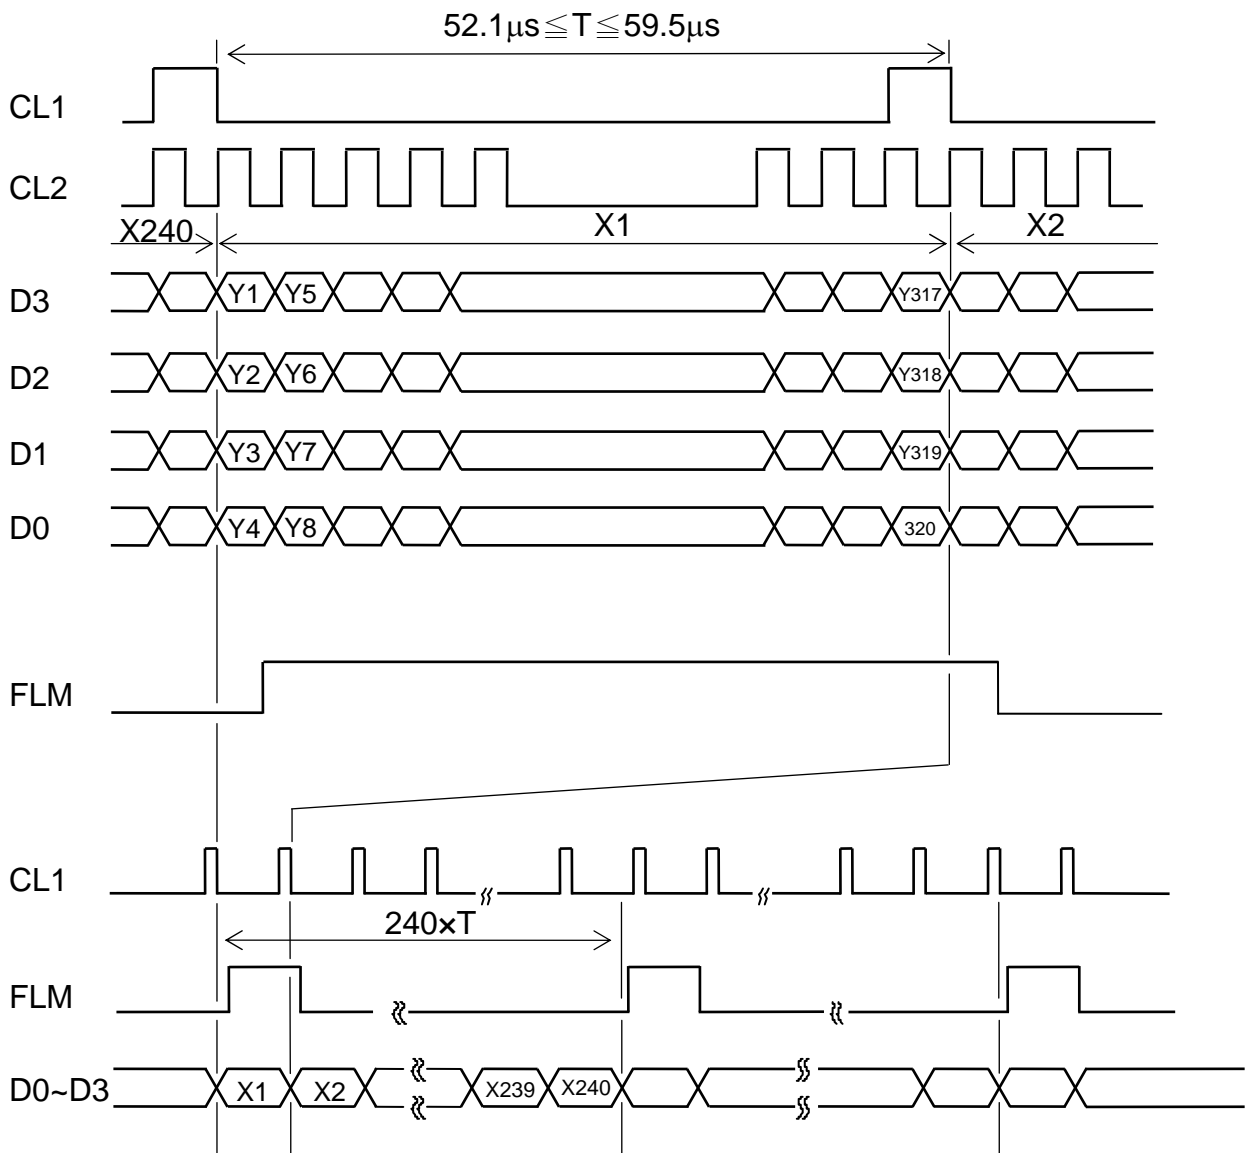 52.1μs≦T≦59.5μs
CL1
CL2
X240 X1 X2
D3 Y1 Y5 Y317
D2 Y2 Y6 Y318
D1 Y3 Y7 Y319
D0 Y4 Y8 320
FLM
CL1
240×T
FLM
D0~D3 X1 X2 X239 X240